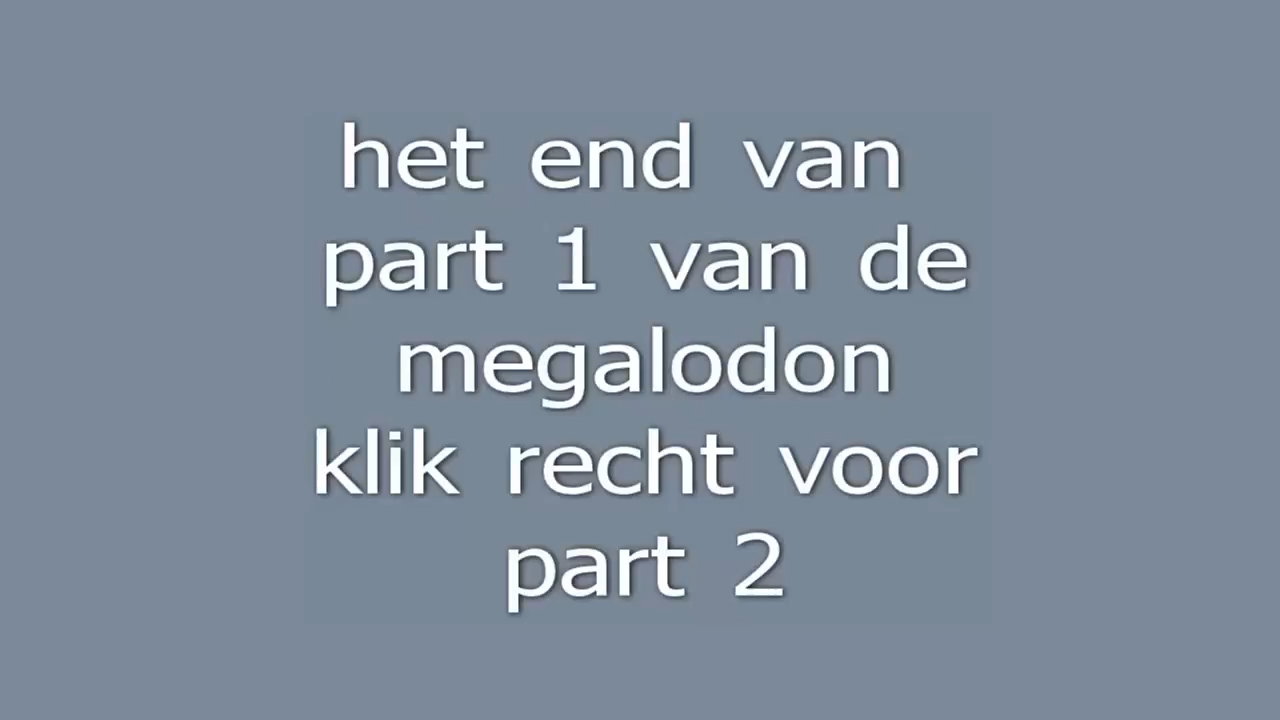 het end van
part 1 van de
megalodon
klik recht voor
part 2